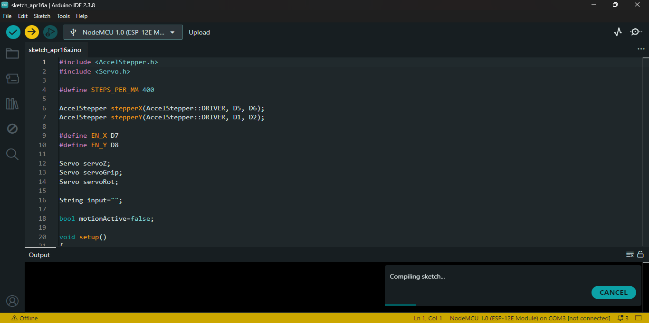 sketch_apr16a | Arduino IDE 2.3.8
File Edit Sketch Tools Help
NodeMCU 1.0 (ESP-12E M... Upload
sketch_apr16a.ino
1 #include <AccelStepper.h>
2 #include <Servo.h>
3
4 #define STEPS_PER_MM 400
5
6 AccelStepper stepperX(AccelStepper::DRIVER, D5, D6);
7 AccelStepper stepperY(AccelStepper::DRIVER, D1, D2);
8
9 #define EN_X D7
10 #define EN_Y D8
11
12 Servo servoZ;
13 Servo servoGrip;
14 Servo servoRot;
15
16 String input="";
17
18 bool motionActive=false;
19
20 void setup()
21 {
Output
Compiling sketch...
CANCEL
Offline
Ln 1, Col 1 NodeMCU 1.0 (ESP-12E Module) on COM3 [not connected]